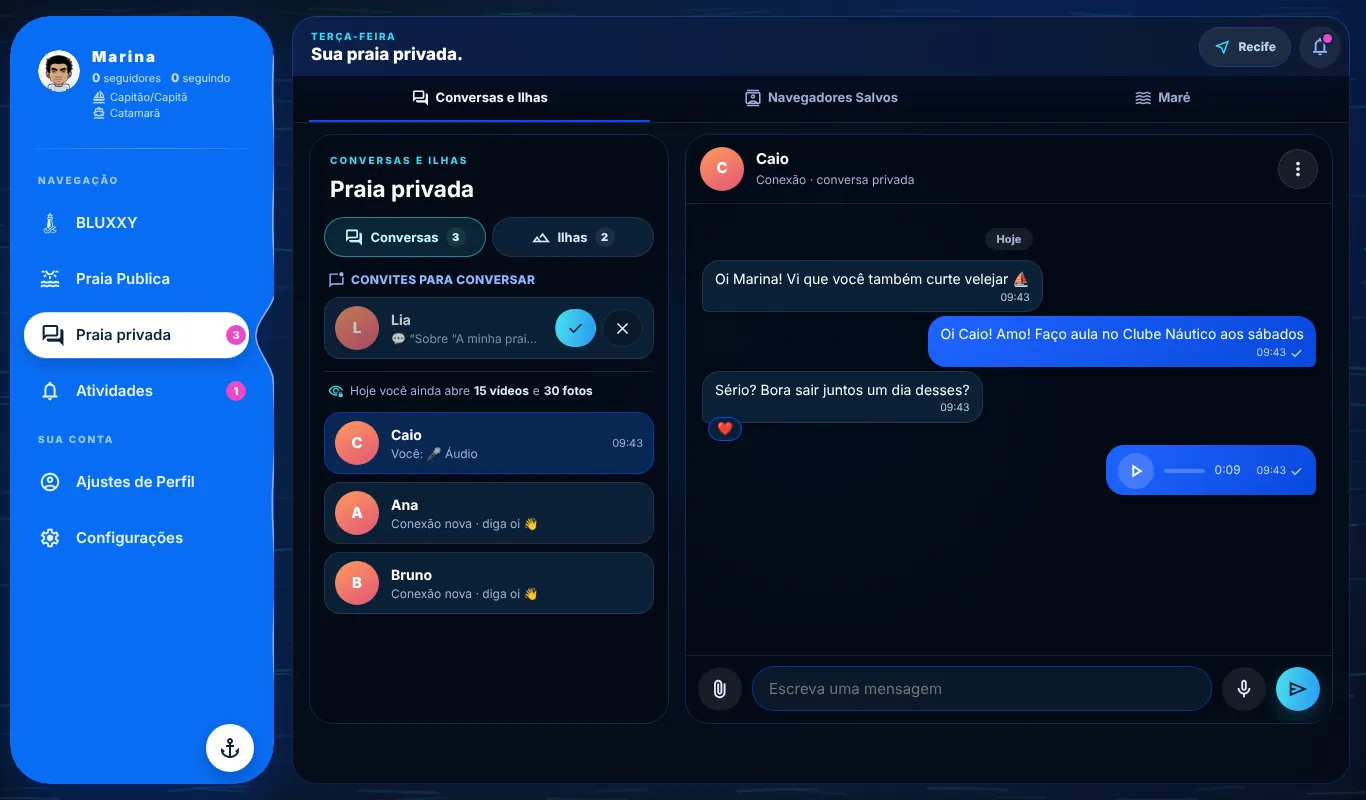 Marina
0 seguidores 0 seguindo
Capitão/Capitã
Catamarã
NAVEGAÇÃO
BLUXXY
Praia Publica
Praia privada 3
Atividades 1
SUA CONTA
Ajustes de Perfil
Configurações
TERÇA-FEIRA
Sua praia privada.
Recife
Conversas e Ilhas
Navegadores Salvos
Maré
CONVERSAS E ILHAS
Praia privada
Conversas 3
Ilhas 2
CONVITES PARA CONVERSAR
L
Lia
💬 “Sobre “A minha prai...
Hoje você ainda abre 15 vídeos e 30 fotos
C
Caio
09:43
Você: 🎤 Áudio
A
Ana
Conexão nova · diga oi 👋
B
Bruno
Conexão nova · diga oi 👋
C
Caio
Conexão · conversa privada
Hoje
Oi Marina! Vi que você também curte velejar ⛵
09:43
Oi Caio! Amo! Faço aula no Clube Náutico aos sábados
09:43
Sério? Bora sair juntos um dia desses?
09:43
❤️
0:09 09:43
Escreva uma mensagem